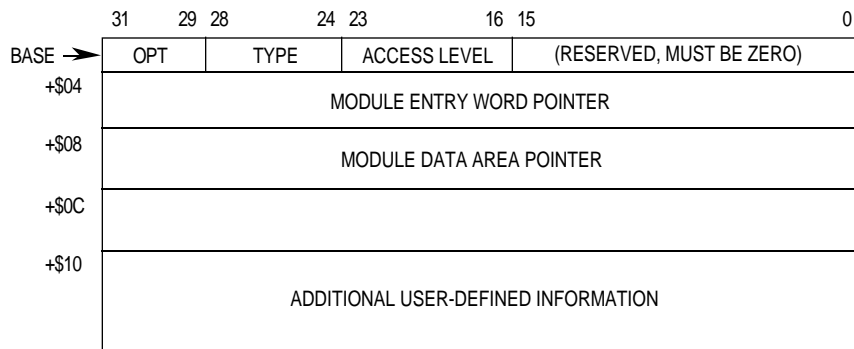 31 29 28 24 23 16 15 0
BASE OPT TYPE ACCESS LEVEL (RESERVED, MUST BE ZERO)
+$04
MODULE ENTRY WORD POINTER
+$08
MODULE DATA AREA POINTER
+$0C
+$10
ADDITIONAL USER-DEFINED INFORMATION